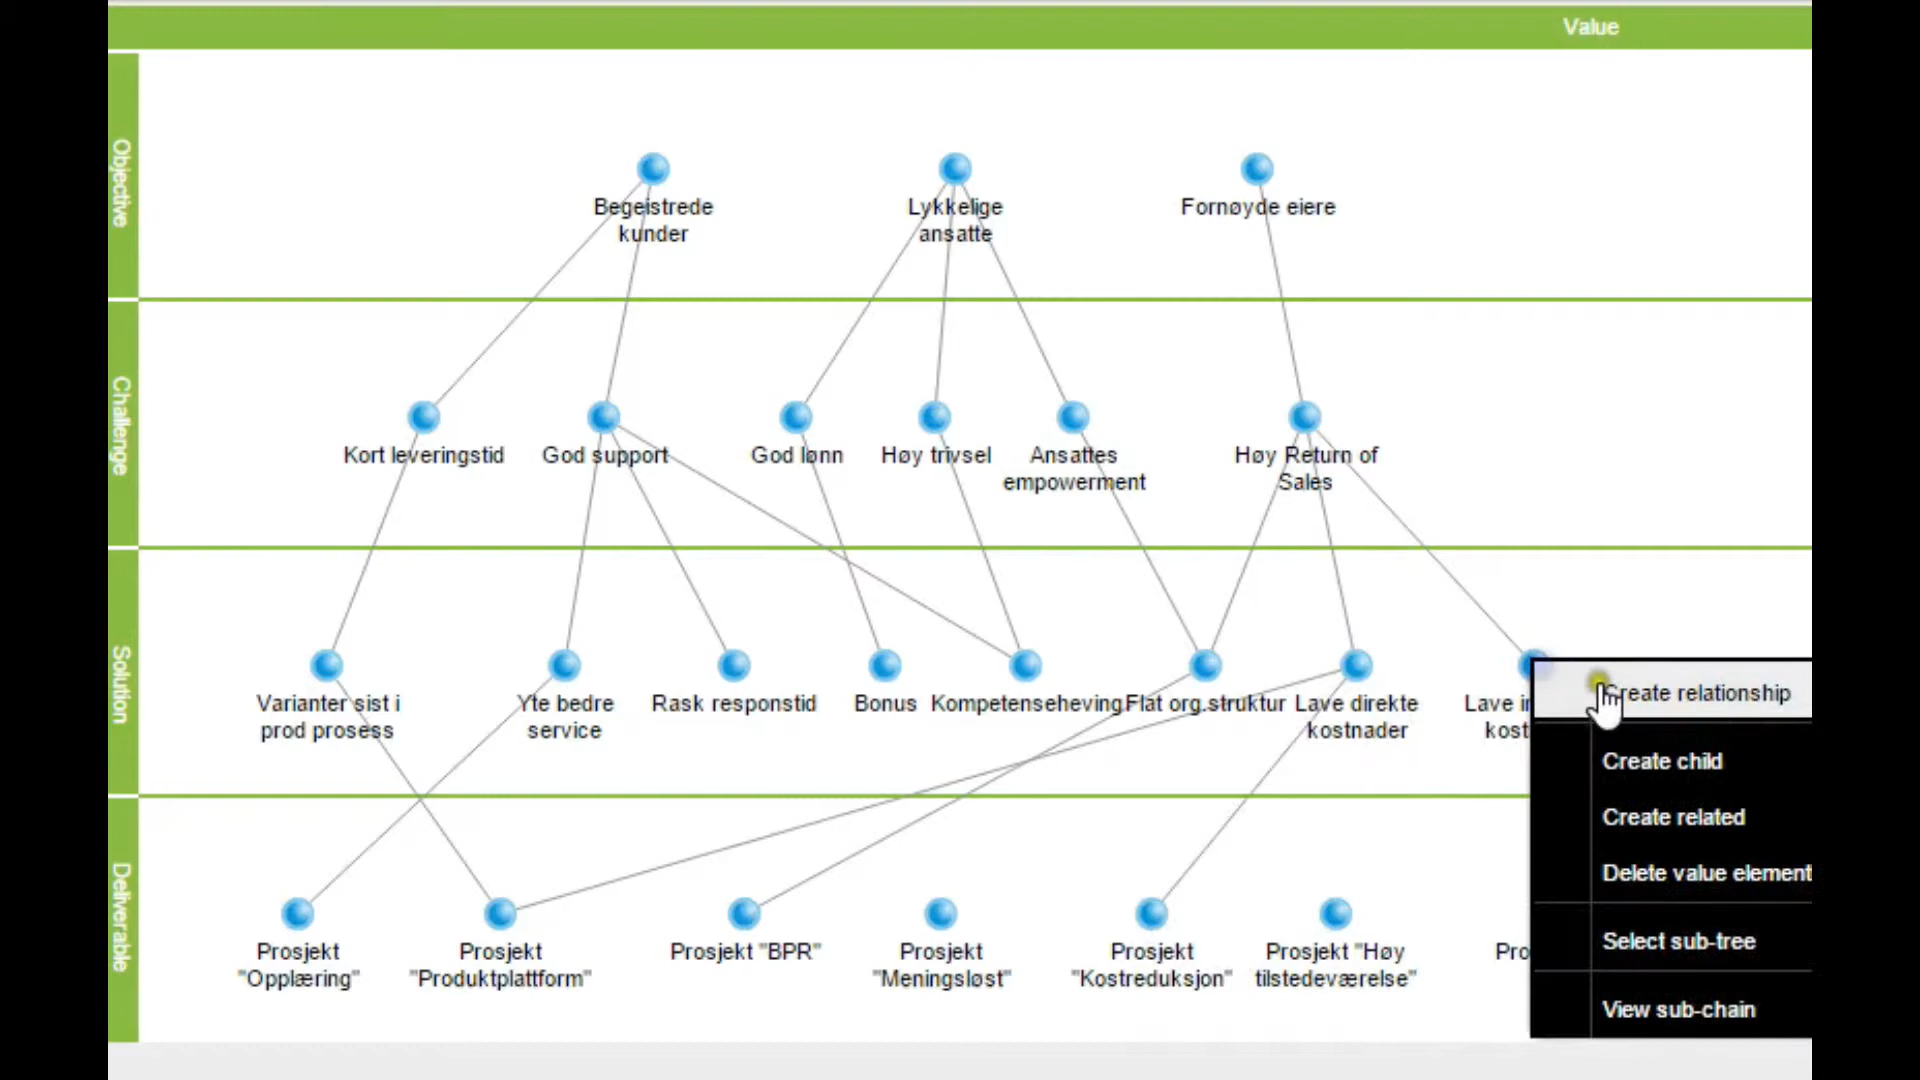 Value
Objective
Begeistrede
kunder
Lykkelige
ansatte
Fornøyde eiere
Challenge
Kort leveringstid
God support
God lønn
Høy trivsel
Ansattes
empowerment
Høy Return of
Sales
Solution
Varianter sist i
prod prosess
Yte bedre
service
Rask responstid
Bonus
Kompetanseheving
Flat org.struktur
Lave direkte
kostnader
Lave
Create relationship
Create child
Create related
Delete value element
Select sub-tree
View sub-chain
Deliverable
Prosjekt
"Opplæring"
Prosjekt
"Produktplattform"
Prosjekt "BPR"
Prosjekt
"Meningsløst"
Prosjekt
"Kostreduksjon"
Prosjekt "Høy
tilstedeværelse"